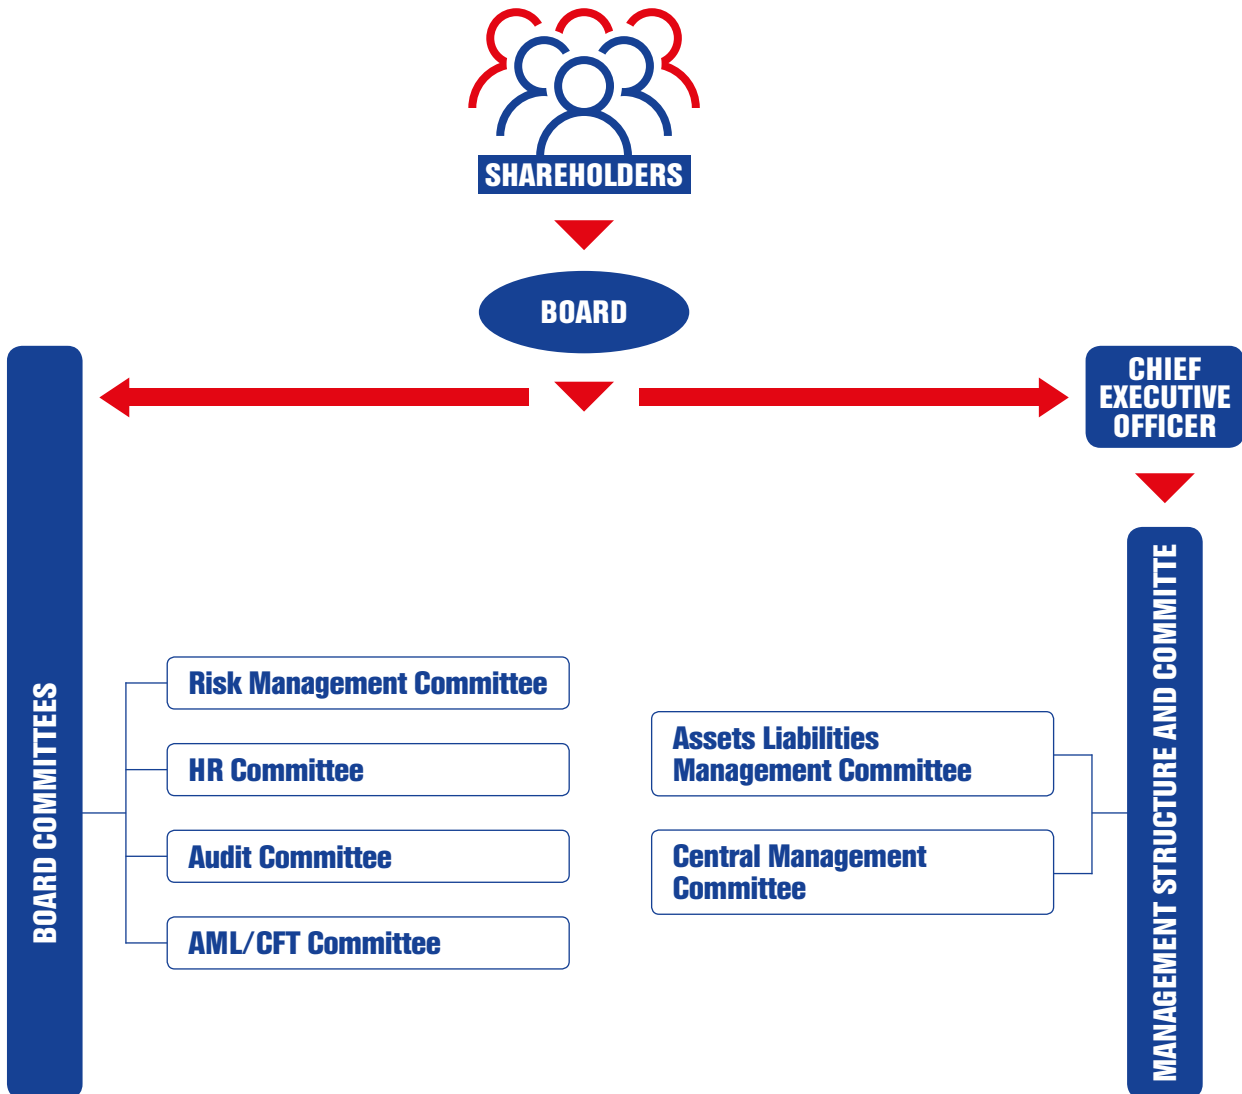 SHAREHOLDERS
BOARD
CHIEF
EXECUTIVE
OFFICER
BOARD COMMITTEES
Risk Management Committee
HR Committee
Audit Committee
AML/CFT Committee
Assets Liabilities
Management Committee
Central Management
Committee
MANAGEMENT STRUCTURE AND COMMITTE